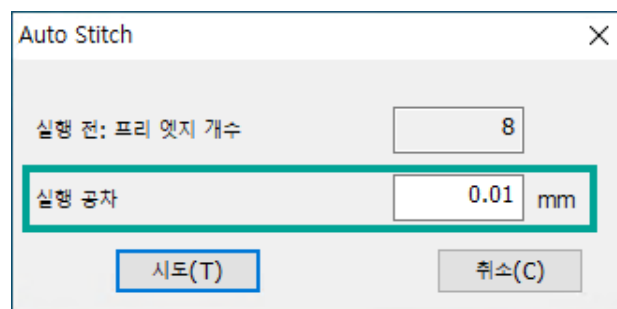 Auto Stitch
실행 전: 프리 엣지 개수 8
실행 공차 0.01 mm
시도(T) 취소(C)